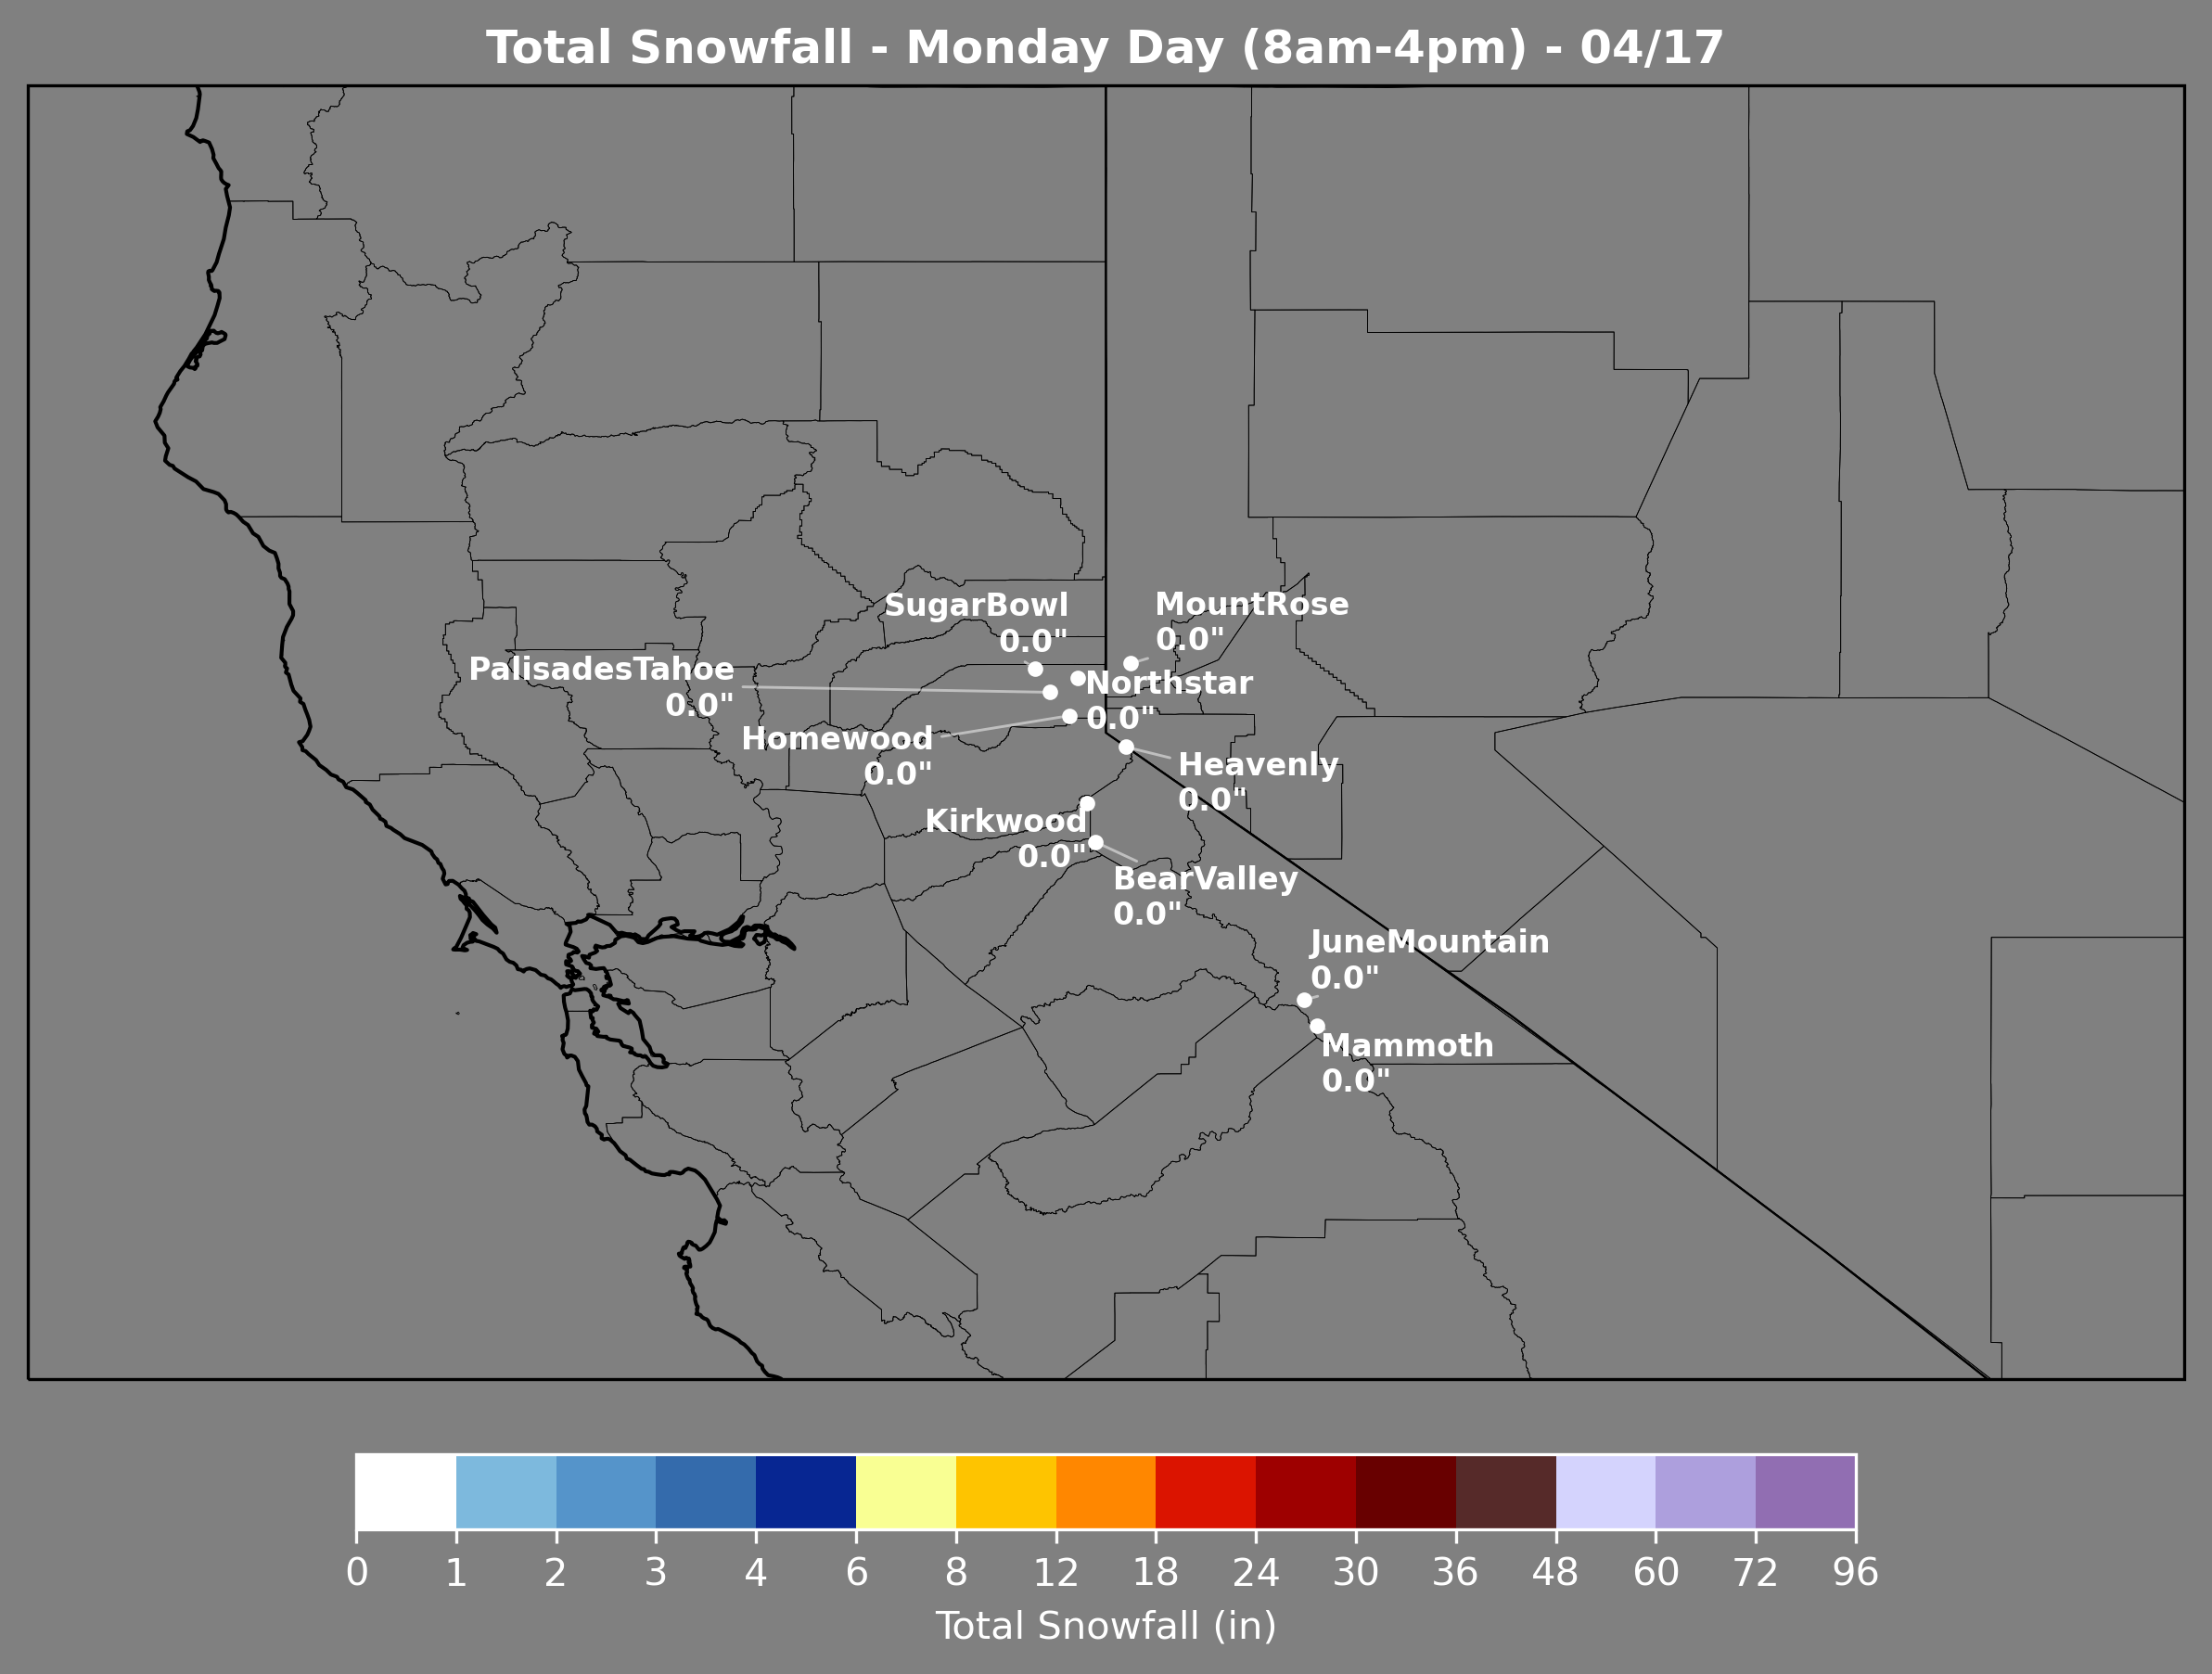 Total Snowfall - Monday Day (8am-4pm) - 04/17
SugarBowl
0.0"
MountRose
0.0"
PalisadesTahoe
0.0"
Northstar
0.0"
Homewood
0.0"
Heavenly
0.0"
Kirkwood
0.0"
BearValley
0.0"
JuneMountain
0.0"
Mammoth
0.0"
0 1 2 3 4 6 8 12 18 24 30 36 48 60 72 96
Total Snowfall (in)